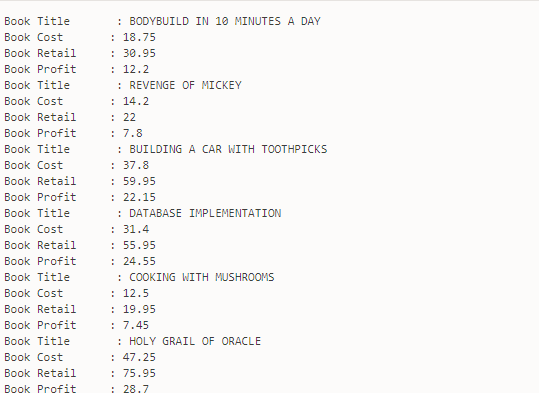 Book Title      : BODYBUILD IN 10 MINUTES A DAY
Book Cost       : 18.75
Book Retail     : 30.95
Book Profit     : 12.2
Book Title       : REVENGE OF MICKEY
Book Cost       : 14.2
Book Retail     : 22
Book Profit     : 7.8
Book Title       : BUILDING A CAR WITH TOOTHPICKS
Book Cost       : 37.8
Book Retail     : 59.95
Book Profit     : 22.15
Book Title       : DATABASE IMPLEMENTATION
Book Cost       : 31.4
Book Retail     : 55.95
Book Profit     : 24.55
Book Title       : COOKING WITH MUSHROOMS
Book Cost       : 12.5
Book Retail     : 19.95
Book Profit     : 7.45
Book Title       : HOLY GRAIL OF ORACLE
Book Cost       : 47.25
Book Retail     : 75.95
Book Profit     : 28.7